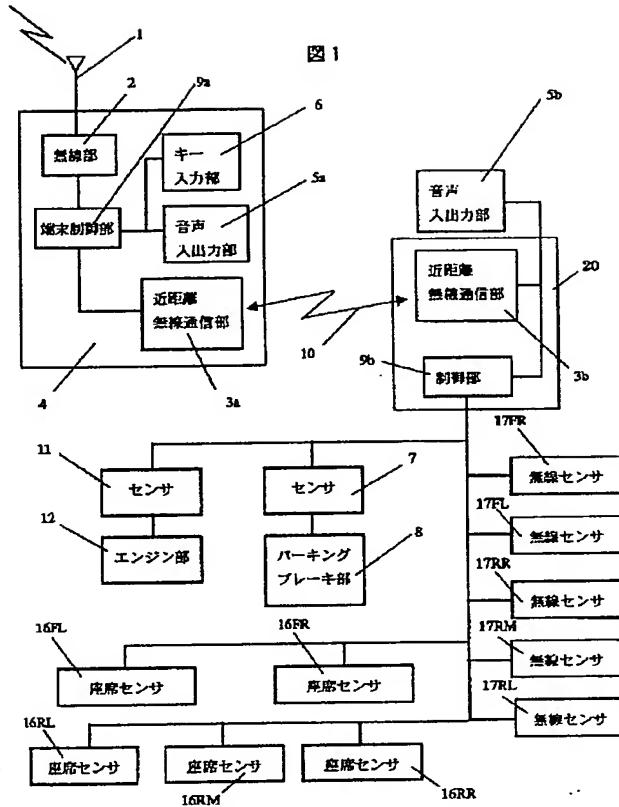 図1
1
2
9a
6
無線部
キー
入力部
5a
端末制御部
音声
入出力部
近距離
無線通信部
4
3a
10
5b
音声
入出力部
20
近距離
無線通信部
9b
制御部
3b
11
7
センサ
センサ
12
8
エンジン部
パーキング
ブレーキ部
17FR
無線センサ
17FL
無線センサ
17RR
無線センサ
17RM
無線センサ
17RL
無線センサ
16FL
16FR
座席センサ
座席センサ
16RL
座席センサ
座席センサ
座席センサ
16RM
16RR